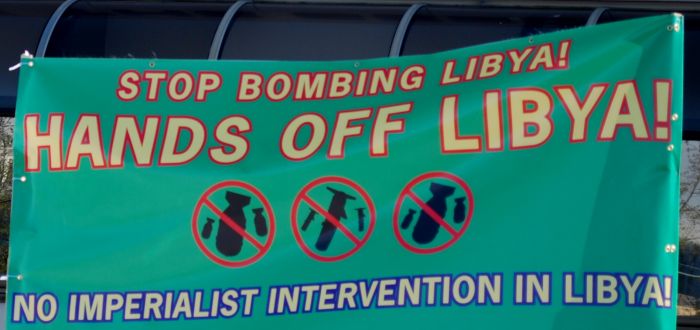 STOP BOMBING LIBYA!
HANDS OFF LIBYA!
NO IMPERIALIST INTERVENTION IN LIBYA!